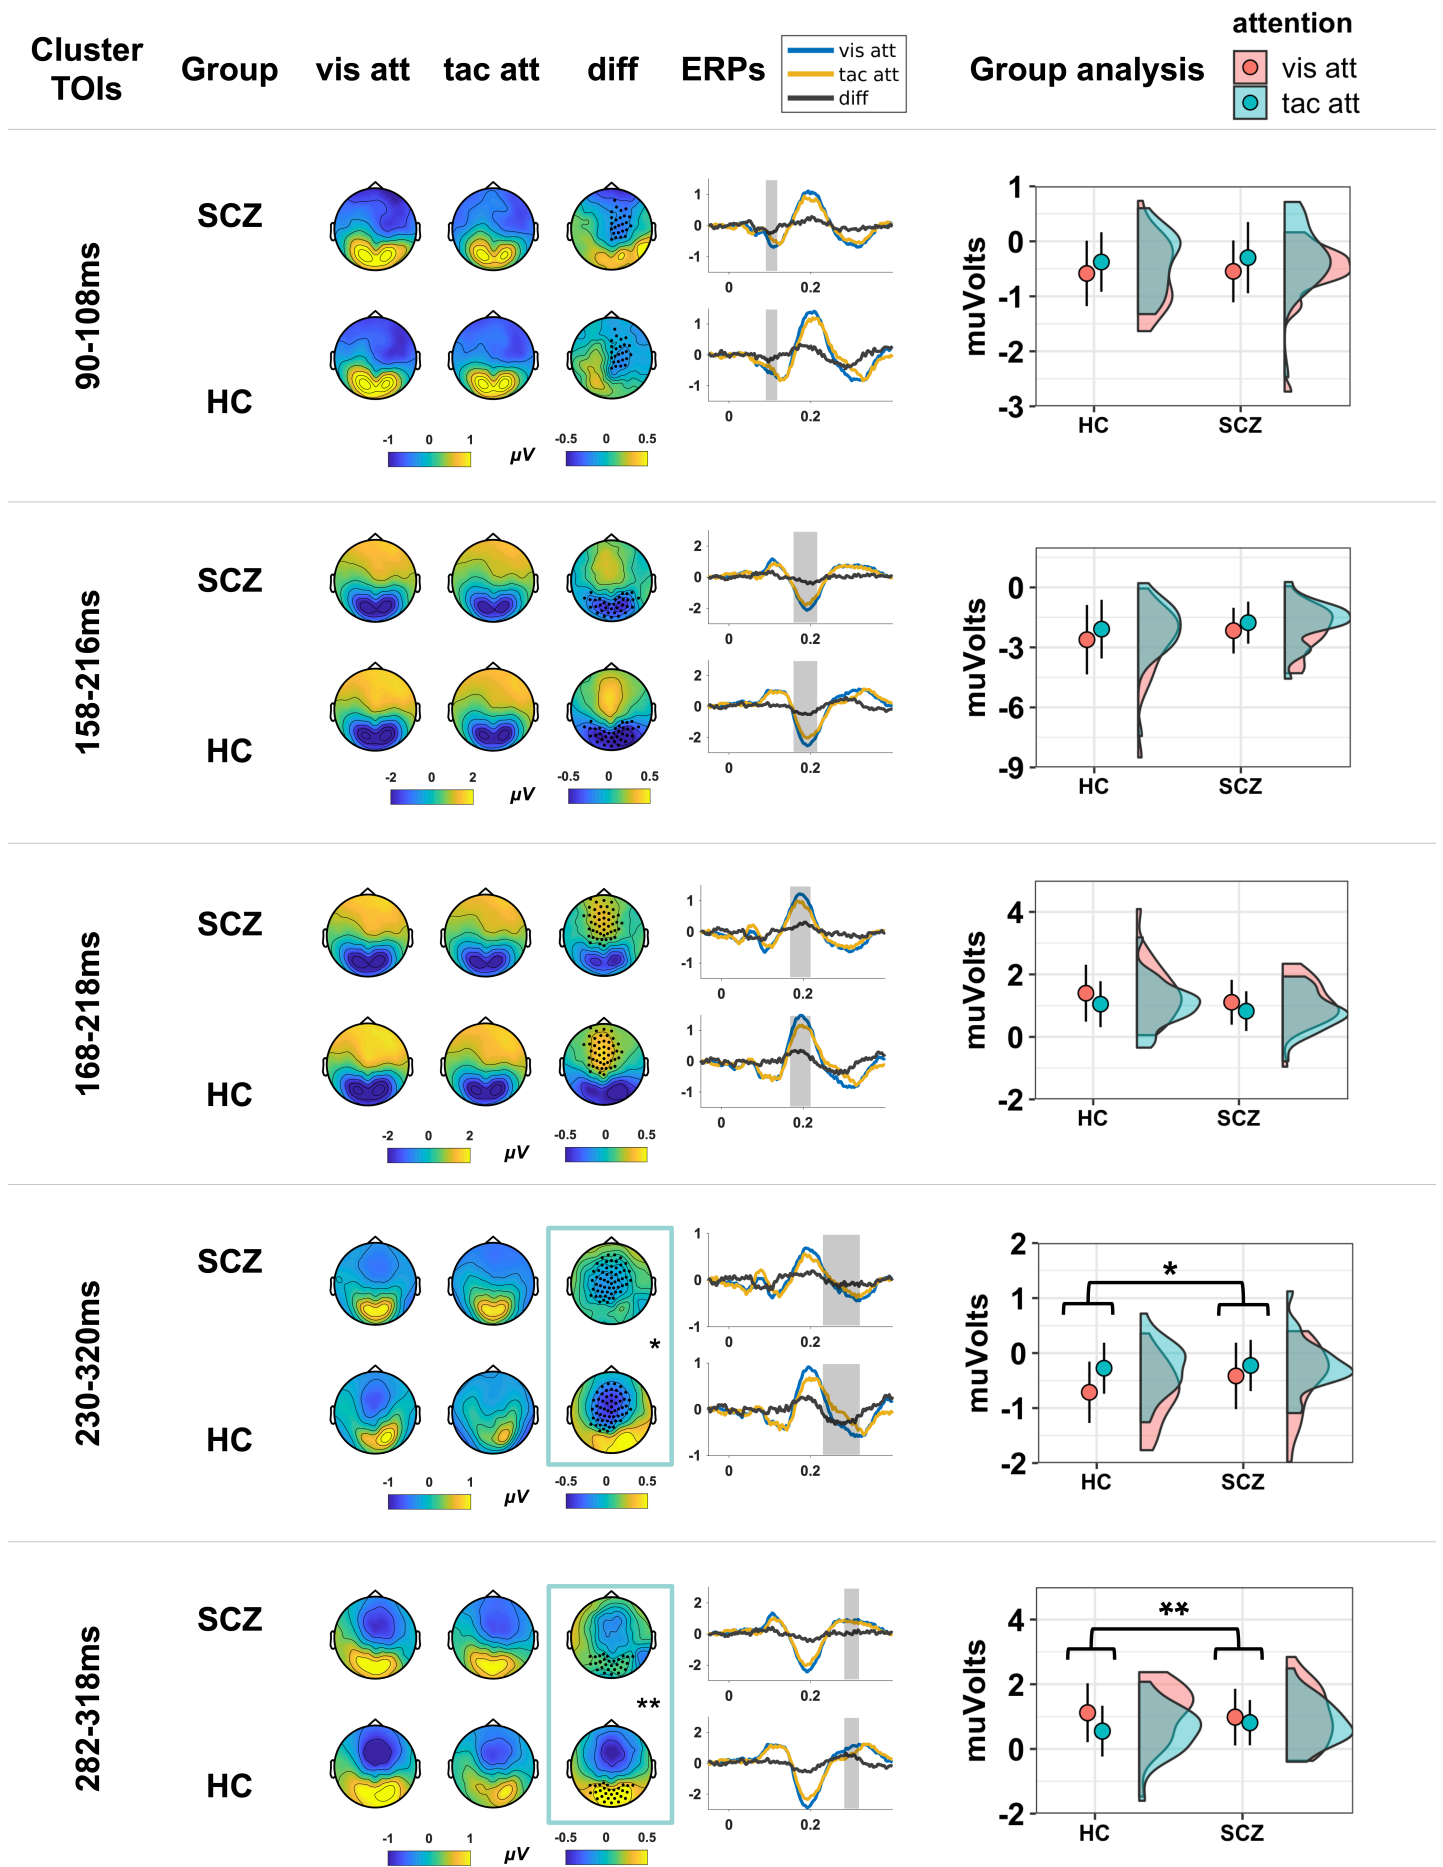 attention
Cluster TOIs
Group
vis att
tac att
diff
ERPs
vis att
tac att
diff
Group analysis
vis att
tac att
90-108ms
SCZ
1
0
-1
0
0.2
HC
1
0
-1
0
0.2
-1 0 1
µV
-0.5 0 0.5
muVolts
1
0
-1
-2
-3
HC
SCZ
158-216ms
SCZ
2
0
-2
0
0.2
HC
2
0
-2
0
0.2
-2 0 2
µV
-0.5 0 0.5
muVolts
0
-3
-6
-9
HC
SCZ
168-218ms
SCZ
1
0
-1
0
0.2
HC
1
0
-1
0
0.2
-2 0 2
µV
-0.5 0 0.5
muVolts
4
2
0
-2
HC
SCZ
230-320ms
SCZ
*
1
0
-1
0
0.2
HC
1
0
-1
0
0.2
-1 0 1
µV
-0.5 0 0.5
muVolts
2
1
0
-1
-2
*
HC
SCZ
282-318ms
SCZ
**
2
0
-2
0
0.2
HC
2
0
-2
0
0.2
-1 0 1
µV
-0.5 0 0.5
muVolts
4
2
0
-2
**
HC
SCZ